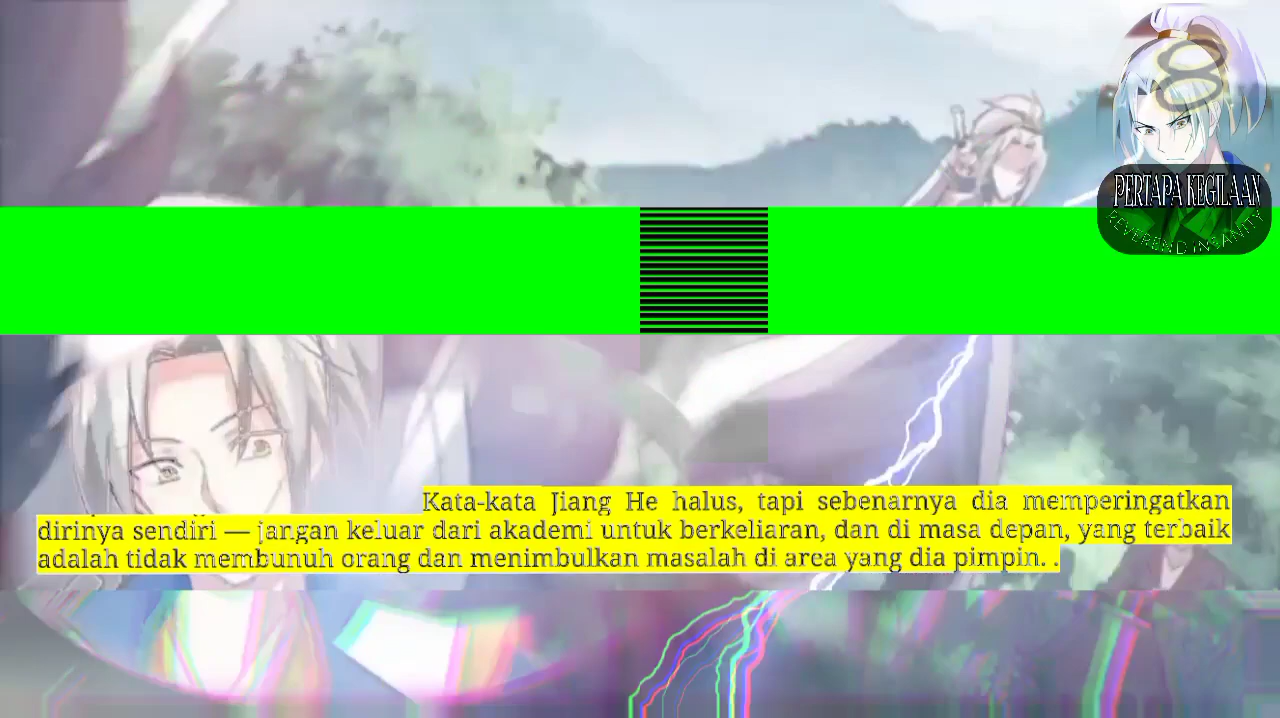 8
PERTAPA KEGILAAN
REVEREND INSANITY
Kata-kata Jiang He halus, tapi sebenarnya dia memperingatkan
dirinya sendiri — jangan keluar dari akademi untuk berkeliaran, dan di masa depan, yang terbaik
adalah tidak membunuh orang dan menimbulkan masalah di area yang dia pimpin. .